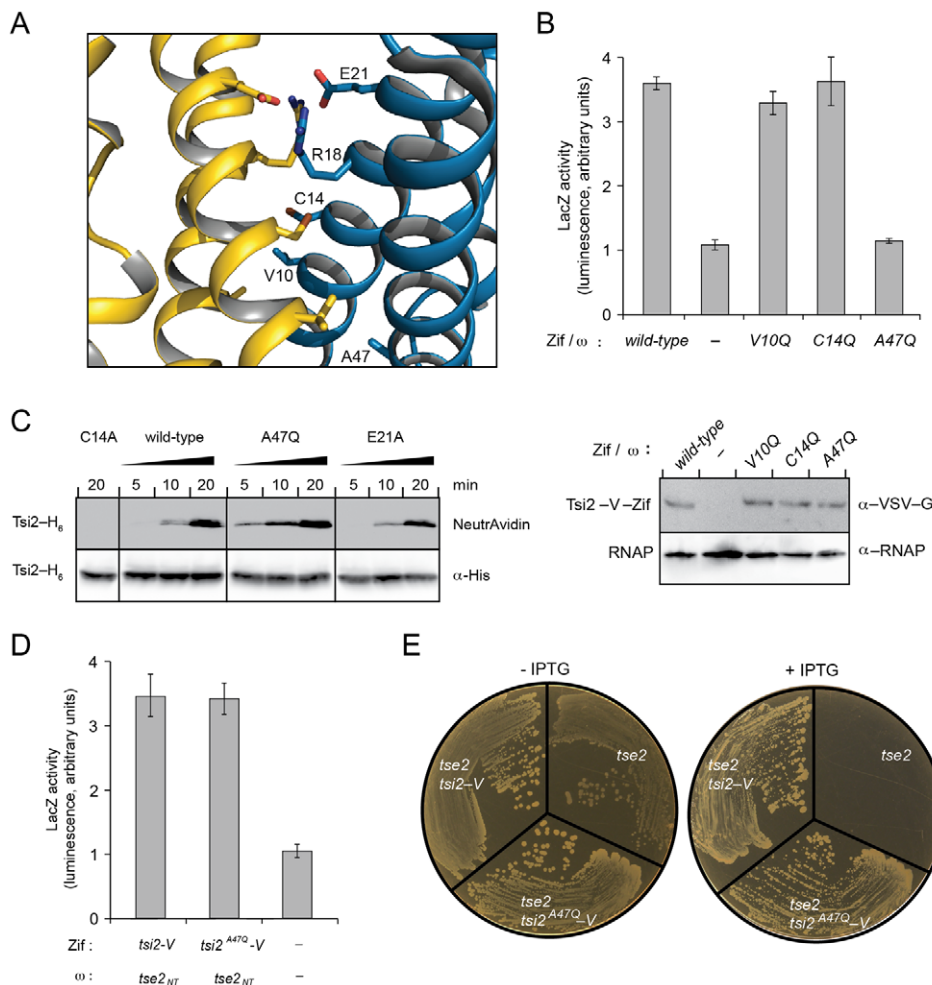 A
E21
R18
C14
V10
A47
B
LacZ activity
(luminescence, arbitrary units)
4
3
2
1
0
Zif / ω : wild-type – V10Q C14Q A47Q
C
C14A wild-type A47Q E21A
20 5 10 20 5 10 20 5 10 20 min
Tsi2–H6 NeutrAvidin
Tsi2–H6 α-His
Zif / ω : wild-type – V10Q C14Q A47Q
Tsi2 –V –Zif α–VSV–G
RNAP α–RNAP
D
LacZ activity
(luminescence, arbitrary units)
4
3
2
1
0
Zif : tsi2-V tsi2 A47Q-V –
ω : tse2NT tse2NT –
E
- IPTG
tse2
tsi2–V
tse2
tse2
tsi2A47Q–V
+ IPTG
tse2
tsi2–V
tse2
tse2
tsi2A47Q–V